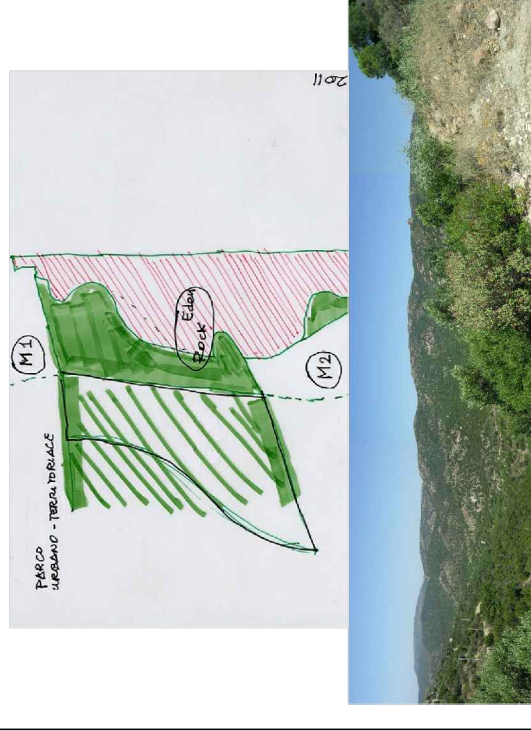 PARCO
URBANO - TERRITORIALE
M1
Eden
ROCK
M2
2011